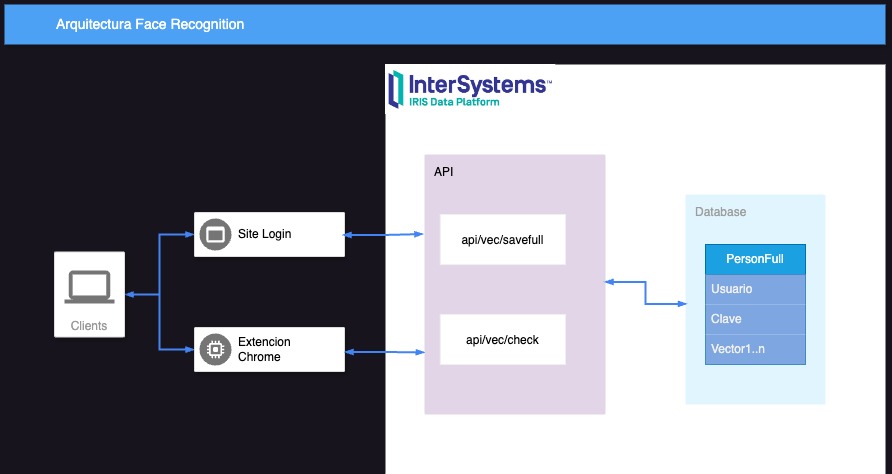 Arquitectura Face Recognition
InterSystems™
IRIS Data Platform
API
Database
Site Login
api/vec/savefull
PersonFull
Usuario
Clave
Vector1..n
Clients
Extencion
Chrome
api/vec/check